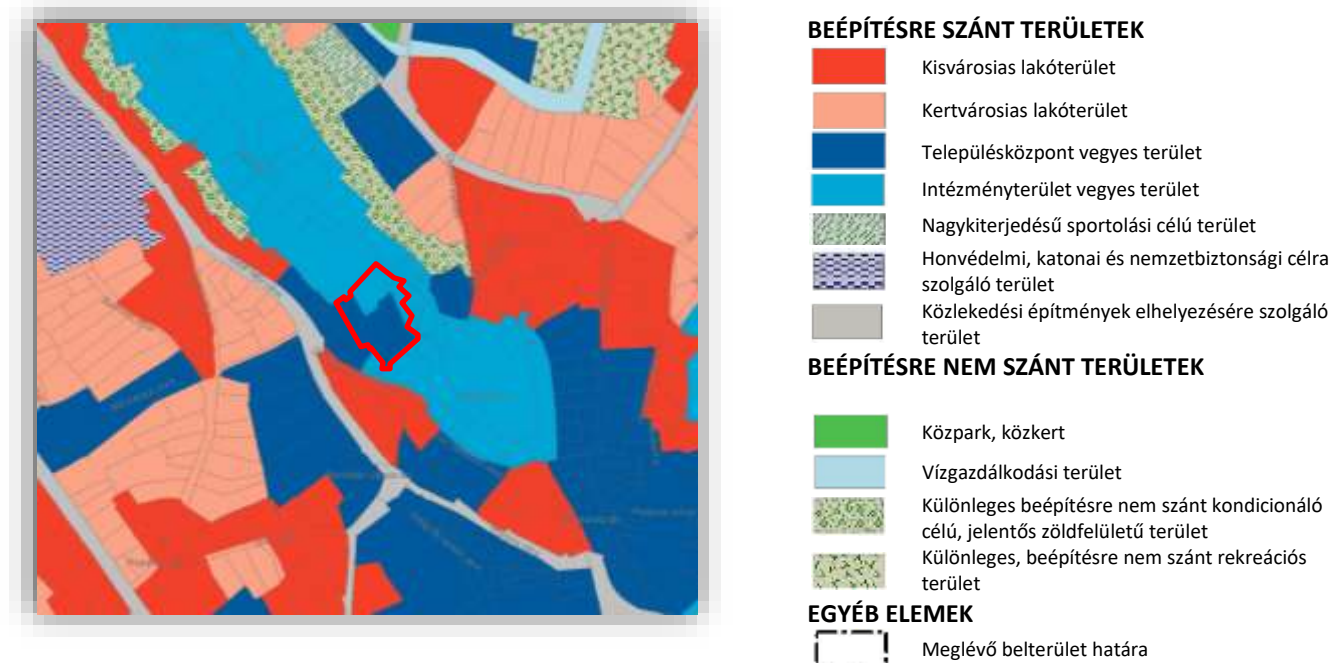 BEÉPÍTÉSRE SZÁNT TERÜLETEK
Kisvárosias lakóterület
Kertvárosias lakóterület
Településközpont vegyes terület
Intézményterület vegyes terület
Nagykiterjedésű sportolási célú terület
Honvédelmi, katonai és nemzetbiztonsági célra
szolgáló terület
Közlekedési építmények elhelyezésére szolgáló
terület
BEÉPÍTÉSRE NEM SZÁNT TERÜLETEK
Közpark, közkert
Vízgazdálkodási terület
Különleges beépítésre nem szánt kondicionáló
célú, jelentős zöldfelületű terület
Különleges, beépítésre nem szánt rekreációs
terület
EGYÉB ELEMEK
Meglévő belterület határa